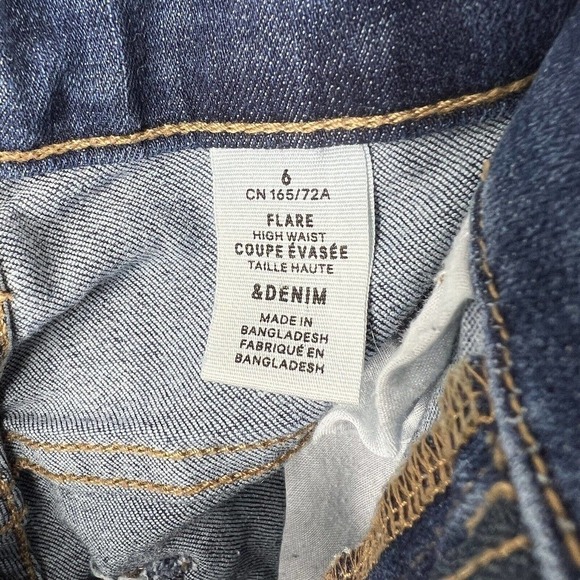 6
CN 165/72A
FLARE
HIGH WAIST
COUPE ÉVASÉE
TAILLE HAUTE
&DENIM
MADE IN
BANGLADESH
FABRIQUÉ EN
BANGLADESH